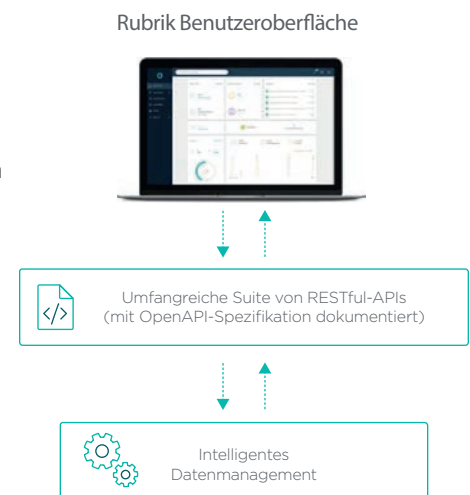 Rubrik Benutzeroberfläche
Umfangreiche Suite von RESTful-APIs
(mit OpenAPI-Spezifikation dokumentiert)
</>
Intelligentes
Datenmanagement